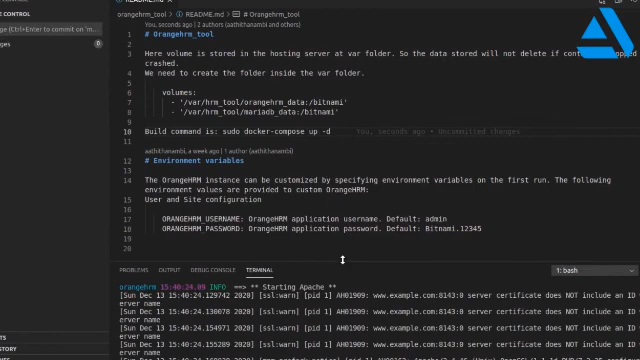 README.md
CONTROL
orangehrm_tool > README.md > # Orangehrm_tool
ge (Ctrl+Enter to commit on 'mas
You, seconds ago | 2 authors (aathithanambi and others)
1 # Orangehrm_tool
2
3 Here volume is stored in the hosting server at var folder. So the data stored will not delete if
crashed.
4 We need to create the folder inside the var folder.
5
6 volumes:
7 - '/var/hrm_tool/orangehrm_data:/bitnami'
8 - '/var/hrm_tool/mariadb_data:/bitnami'
9
10 Build command is: sudo docker-compose up -d You, seconds ago • Uncommitted changes
11
aathithanambi, a week ago | 1 author (aathithanambi)
12 # Environment variables
13
14 The OrangeHRM instance can be customized by specifying environment variables on the first run. The following
environment values are provided to custom OrangeHRM:
15 User and Site configuration
16
17 ORANGEHRM_USERNAME: OrangeHRM application username. Default: admin
18 ORANGEHRM_PASSWORD: OrangeHRM application password. Default: Bitnami.12345
19
20
PROBLEMS OUTPUT DEBUG CONSOLE TERMINAL 1: bash
orangehrm 15:40:24.09 INFO ==> ** Starting Apache **
[Sun Dec 13 15:40:24.129742 2020] [ssl:warn] [pid 1] AH01909: www.example.com:8143:0 server certificate does NOT include an ID
erver name
[Sun Dec 13 15:40:24.130078 2020] [ssl:warn] [pid 1] AH01909: www.example.com:8443:0 server certificate does NOT include an ID
erver name
[Sun Dec 13 15:40:24.154971 2020] [ssl:warn] [pid 1] AH01909: www.example.com:8143:0 server certificate does NOT include an ID
erver name
[Sun Dec 13 15:40:24.155289 2020] [ssl:warn] [pid 1] AH01909: www.example.com:8443:0 server certificate does NOT include an ID
erver name